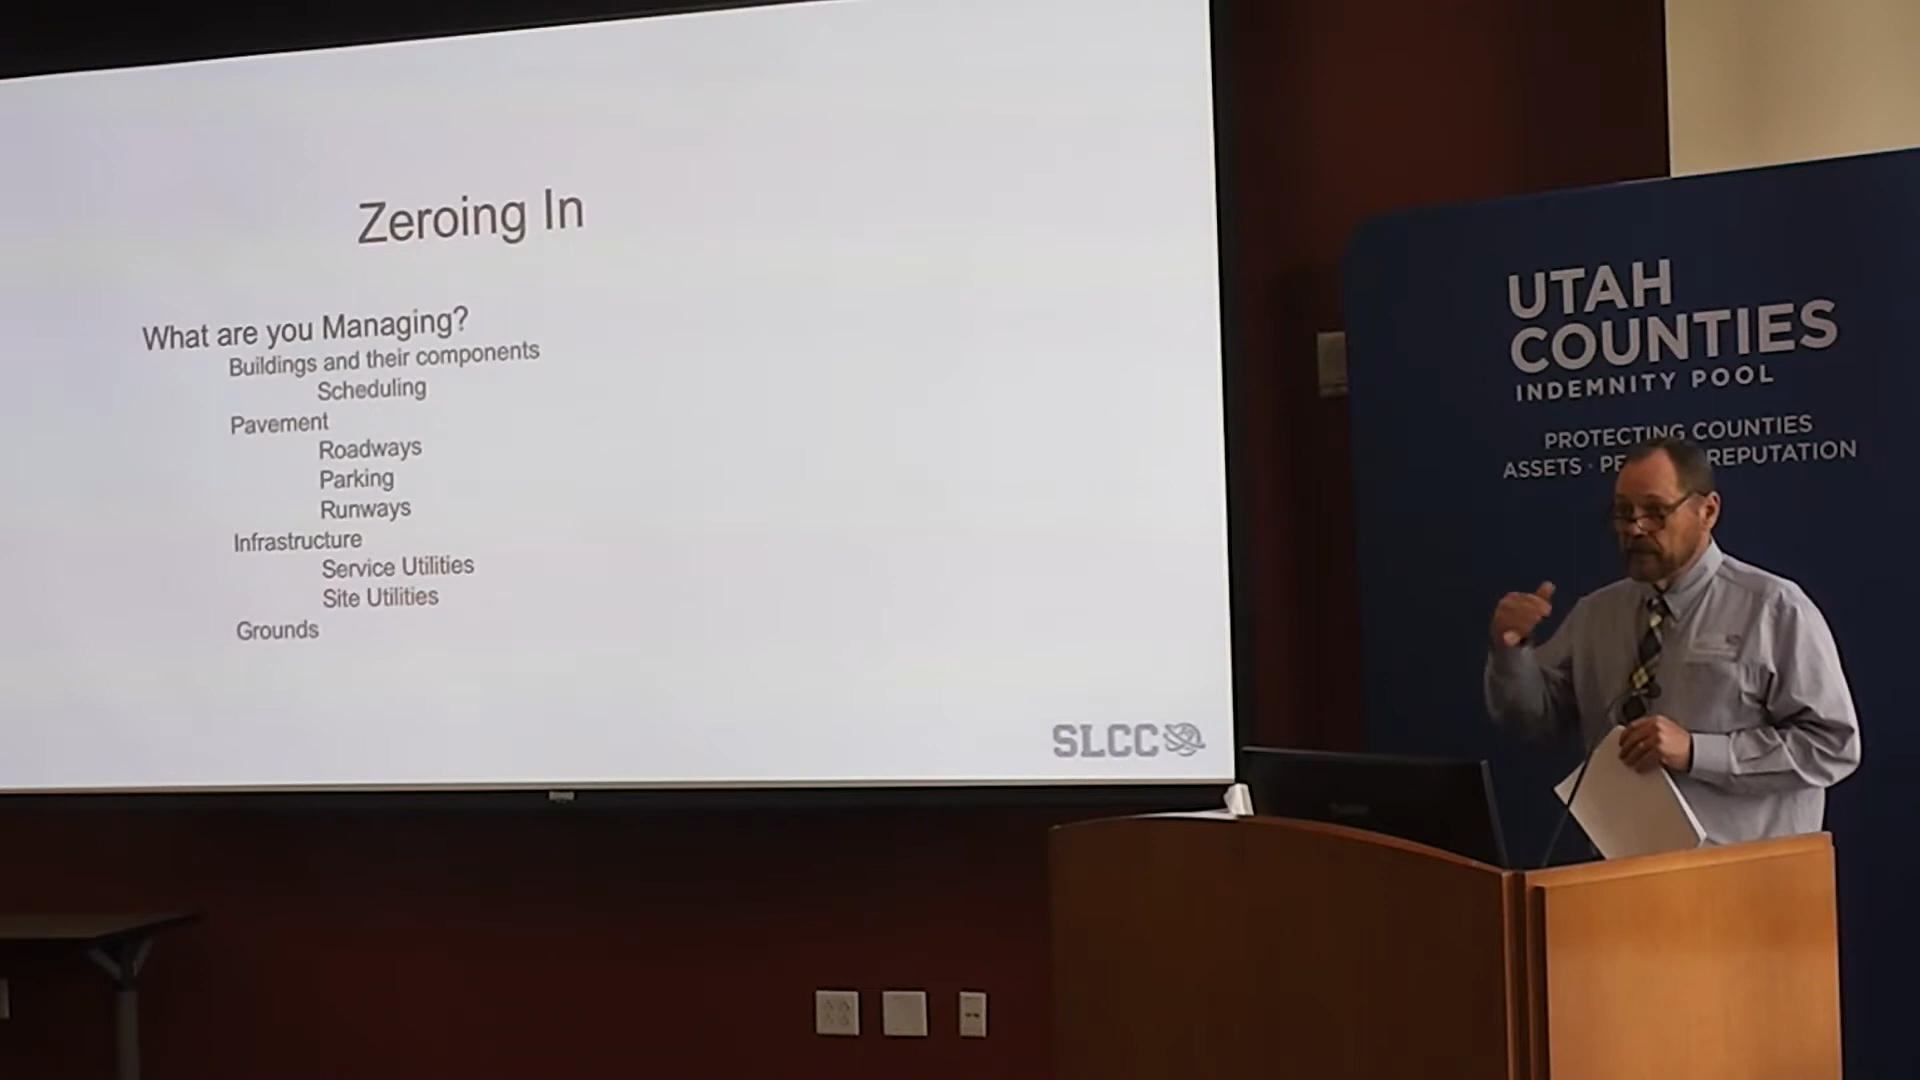 Zeroing In
What are you Managing?
Buildings and their components
Scheduling
Pavement
Roadways
Parking
Runways
Infrastructure
Service Utilities
Site Utilities
Grounds
SLCC
UTAH
COUNTIES
INDEMNITY POOL
PROTECTING COUNTIES
ASSETS · PE REPUTATION